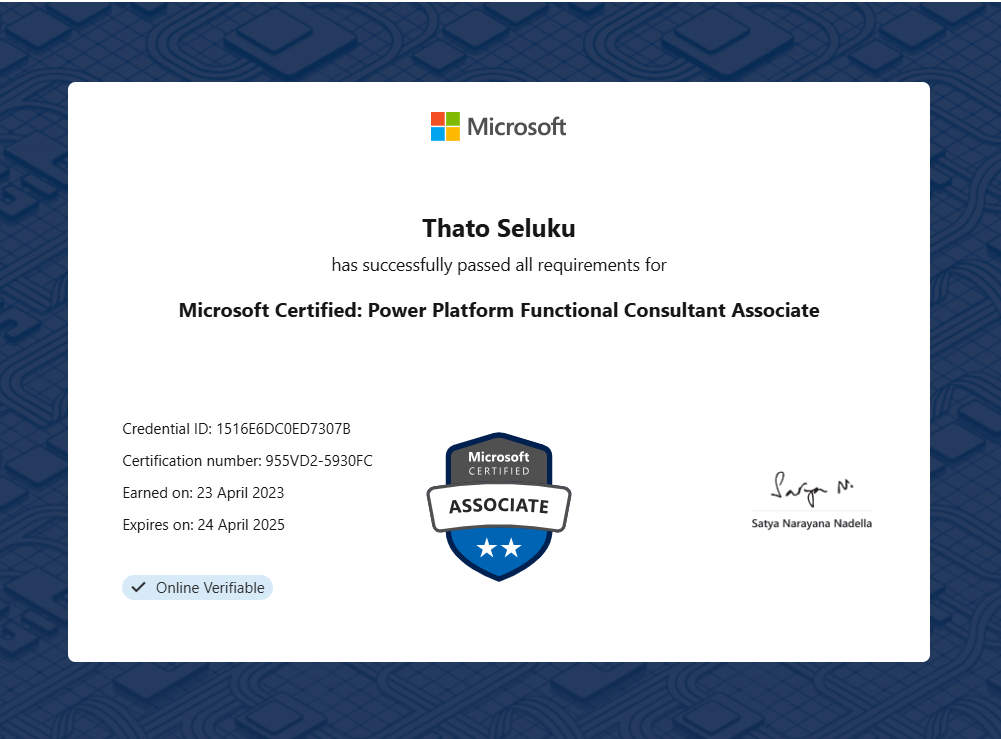 Microsoft
Thato Seluku
has successfully passed all requirements for
Microsoft Certified: Power Platform Functional Consultant Associate
Credential ID: 1516E6DC0ED7307B
Certification number: 955VD2-5930FC
Earned on: 23 April 2023
Expires on: 24 April 2025
Online Verifiable
Microsoft
CERTIFIED
ASSOCIATE
Satya N.
Satya Narayana Nadella